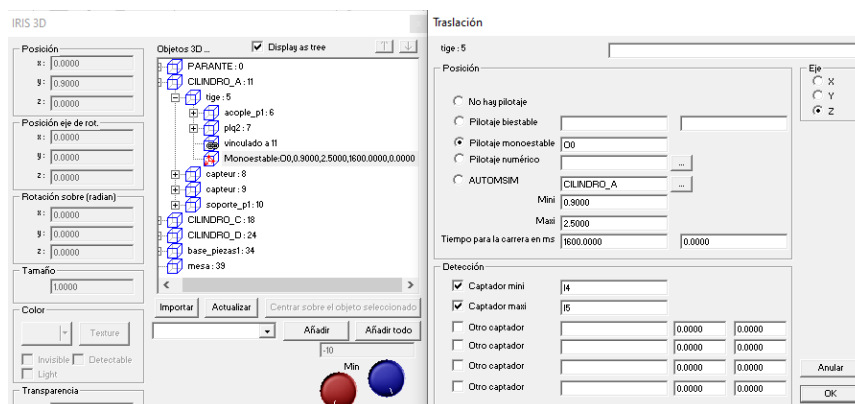 IRIS 3D
Posición
x: 0.0000
y: 0.9000
z: 0.0000
Posición eje de rot.
x: 0.0000
y: 0.0000
z: 0.0000
Rotación sobre (radian)
x: 0.0000
y: 0.0000
z: 0.0000
Tamaño
1.0000
Color
Texture
Invisible Detectable
Light
Transparencia
Objetos 3D ... Display as tree
PARANTE : 0
CILINDRO_A : 11
tige : 5
acople_p1 : 6
plq2 : 7
vinculado a 11
Monoestable:O0,0.9000,2.5000,1600.0000,0.0000
capteur : 8
capteur : 9
soporte_p1 : 10
CILINDRO_C : 18
CILINDRO_D : 24
base_piezas1 : 34
mesa : 39
Importar Actualizar Centrar sobre el objeto seleccionado
Añadir Añadir todo
-10
Min
Traslación
tige : 5
Posición
No hay pilotaje
Pilotaje biestable
Pilotaje monoestable O0
Pilotaje numérico ...
AUTOMSIM CILINDRO_A ...
Mini 0.9000
Maxi 2.5000
Tiempo para la carrera en ms 1600.0000 0.0000
Detección
Captador mini I4
Captador maxi I5
Otro captador 0.0000 0.0000
Otro captador 0.0000 0.0000
Otro captador 0.0000 0.0000
Otro captador 0.0000 0.0000
Eje
X
Y
Z
Anular
OK